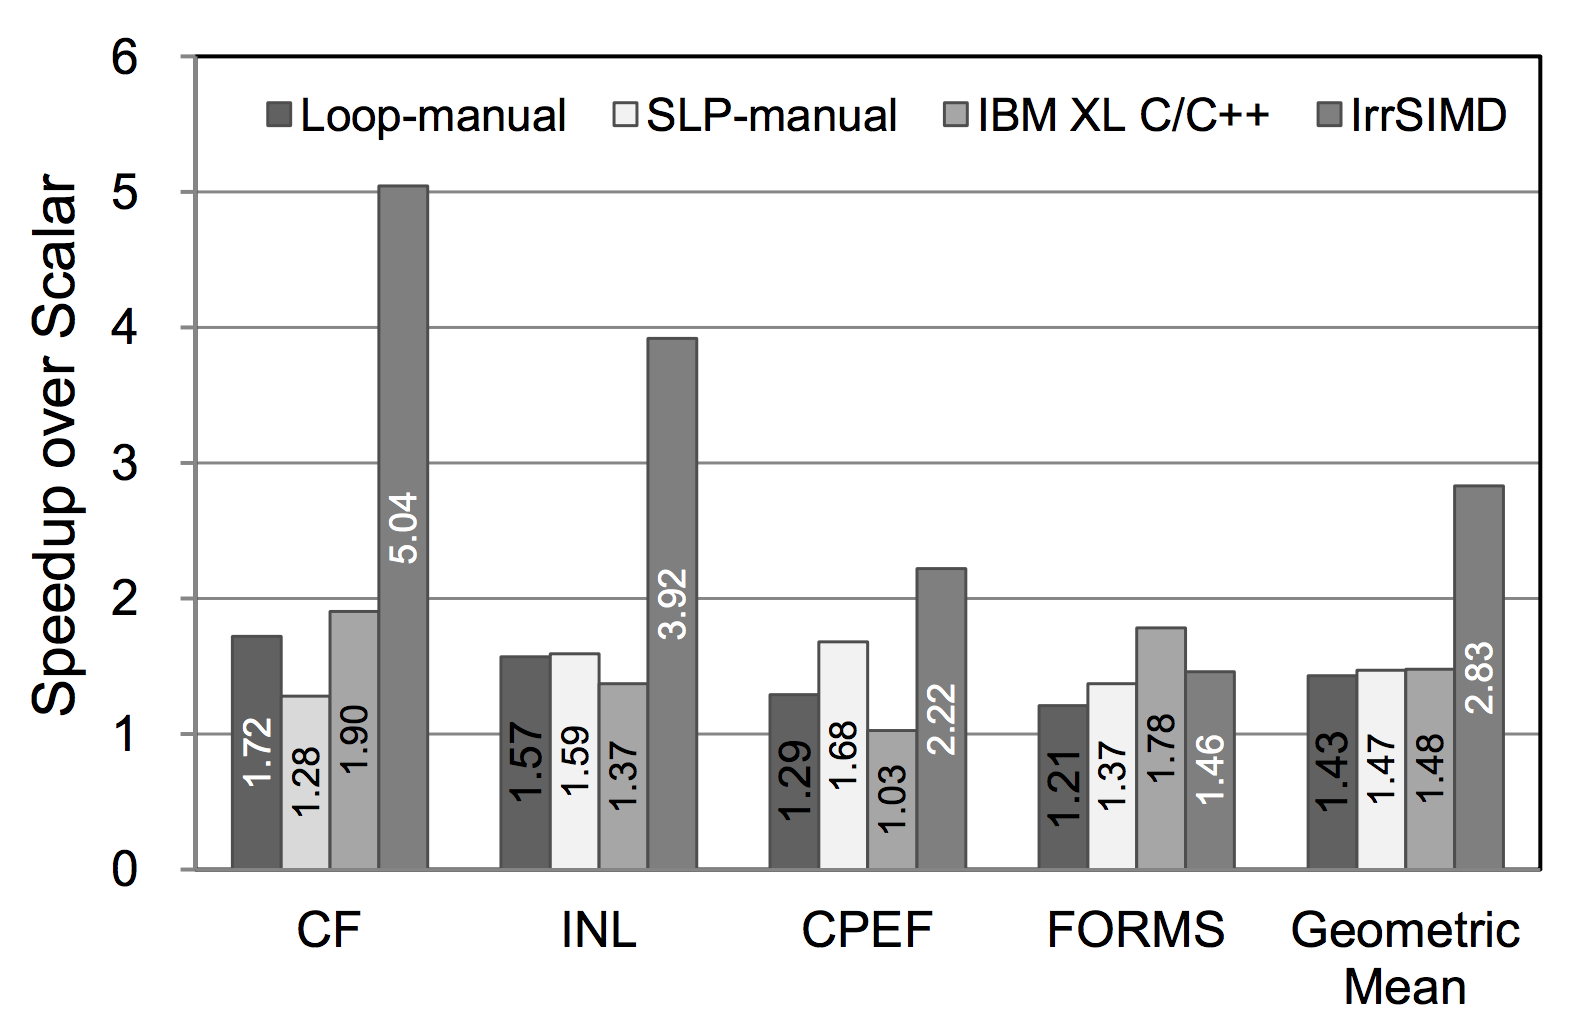 6
Loop-manual SLP-manual IBM XL C/C++ IrrSIMD
5
4
3
2
1
0
Speedup over Scalar
1.72 1.28 1.90 5.04
1.57 1.59 1.37 3.92
1.29 1.68 1.03 2.22
1.21 1.37 1.78 1.46
1.43 1.47 1.48 2.83
CF INL CPEF FORMS Geometric
Mean